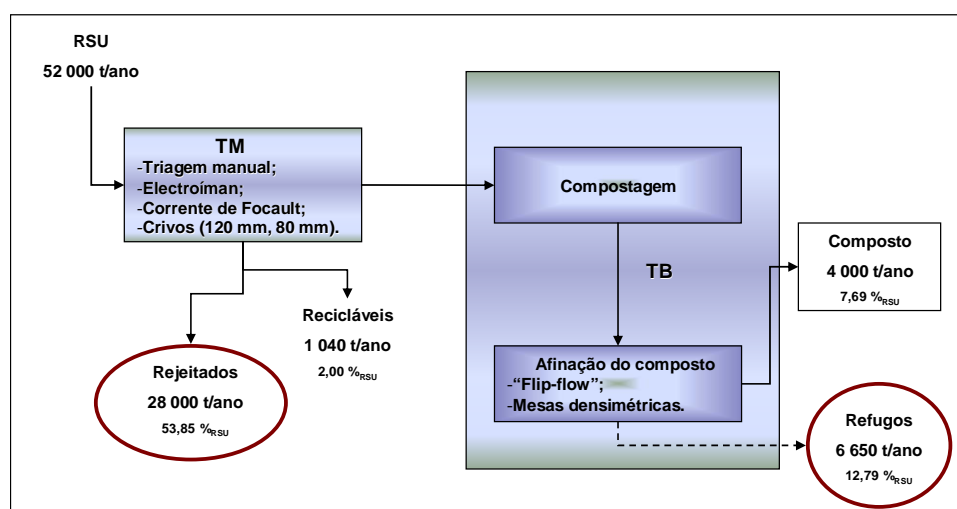 RSU
52 000 t/ano
TM
-Triagem manual;
-Electroíman;
-Corrente de Focault;
-Crivos (120 mm, 80 mm).
Recicláveis
1 040 t/ano
2,00 %RSU
Rejeitados
28 000 t/ano
53,85 %RSU
Compostagem
TB
Afinação do composto
-“Flip-flow”;
-Mesas densimétricas.
Composto
4 000 t/ano
7,69 %RSU
Refugos
6 650 t/ano
12,79 %RSU